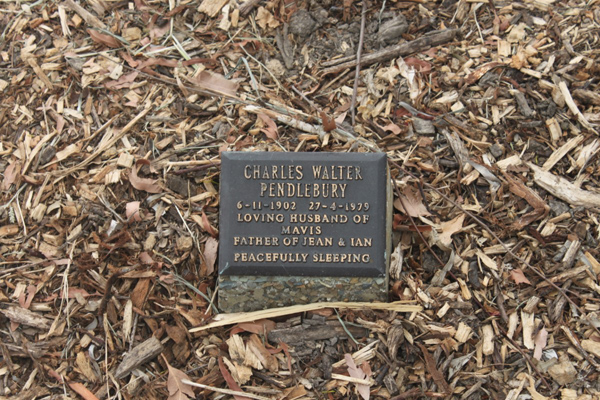 CHARLES WALTER
PENDLEBURY
6-11-1902 27-4-1979
LOVING HUSBAND OF
MAVIS
FATHER OF JEAN & IAN
PEACEFULLY SLEEPING